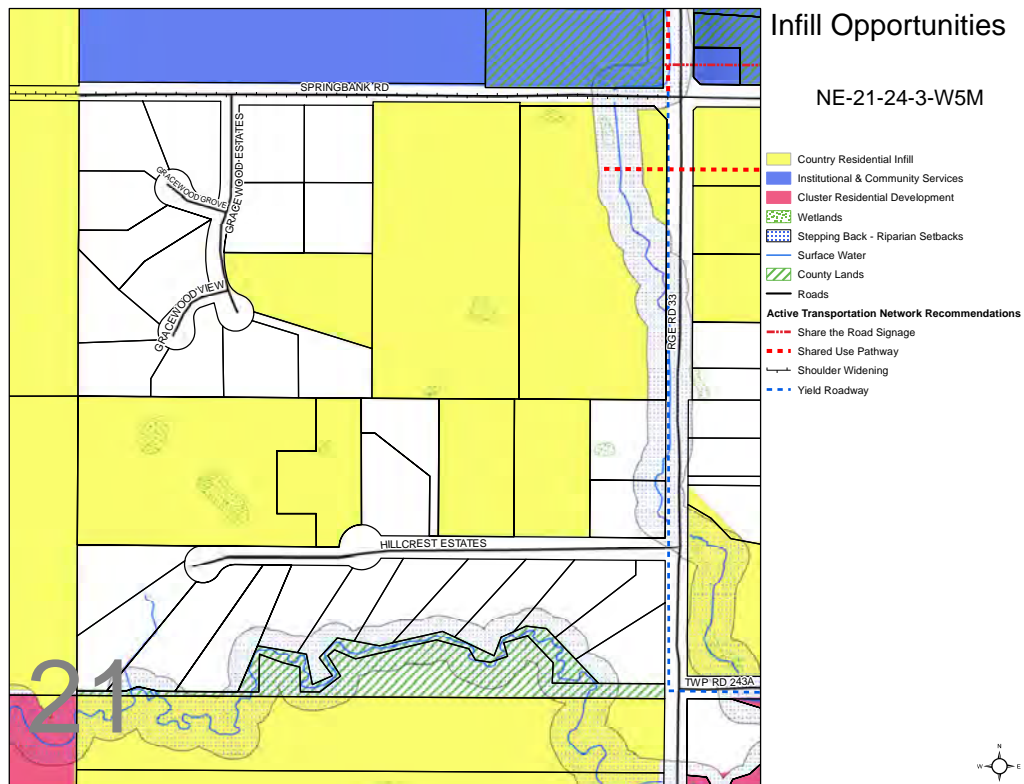 Infill Opportunities
NE-21-24-3-W5M
Country Residential Infill
Institutional & Community Services
Cluster Residential Development
Wetlands
Stepping Back - Riparian Setbacks
Surface Water
County Lands
Roads
Active Transportation Network Recommendations
Share the Road Signage
Shared Use Pathway
Shoulder Widening
Yield Roadway
SPRINGBANK RD
GRACEWOOD ESTATES
GRACEWOOD GROVE
GRACEWOOD VIEW
RGE RD 33
HILLCREST ESTATES
TWP RD 243A
21
N
W E
S